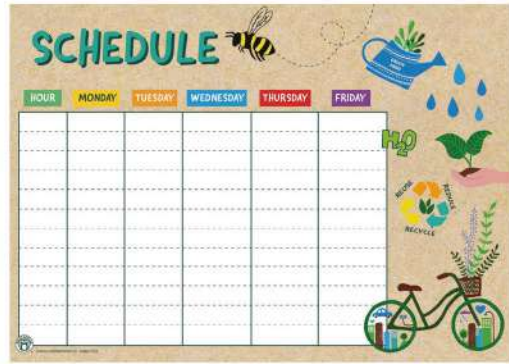 SCHEDULE
HOUR MONDAY TUESDAY WEDNESDAY THURSDAY FRIDAY
H₂O
REUSE
REDUCE
RECYCLE